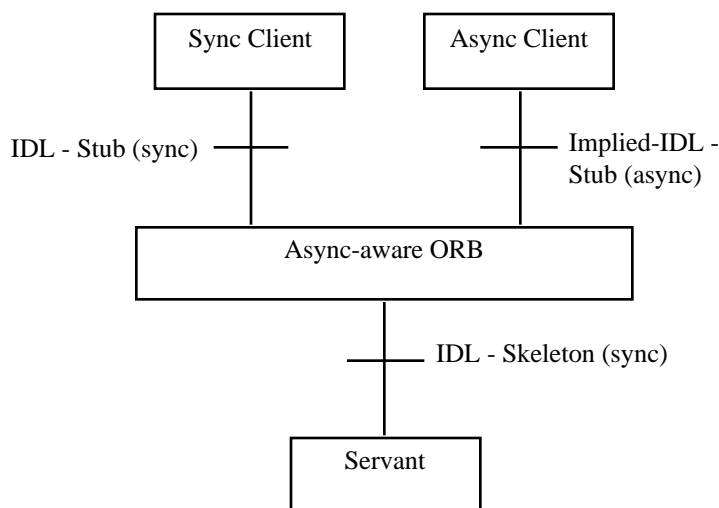 Sync Client
Async Client
IDL - Stub (sync)
Implied-IDL -
Stub (async)
Async-aware ORB
IDL - Skeleton (sync)
Servant